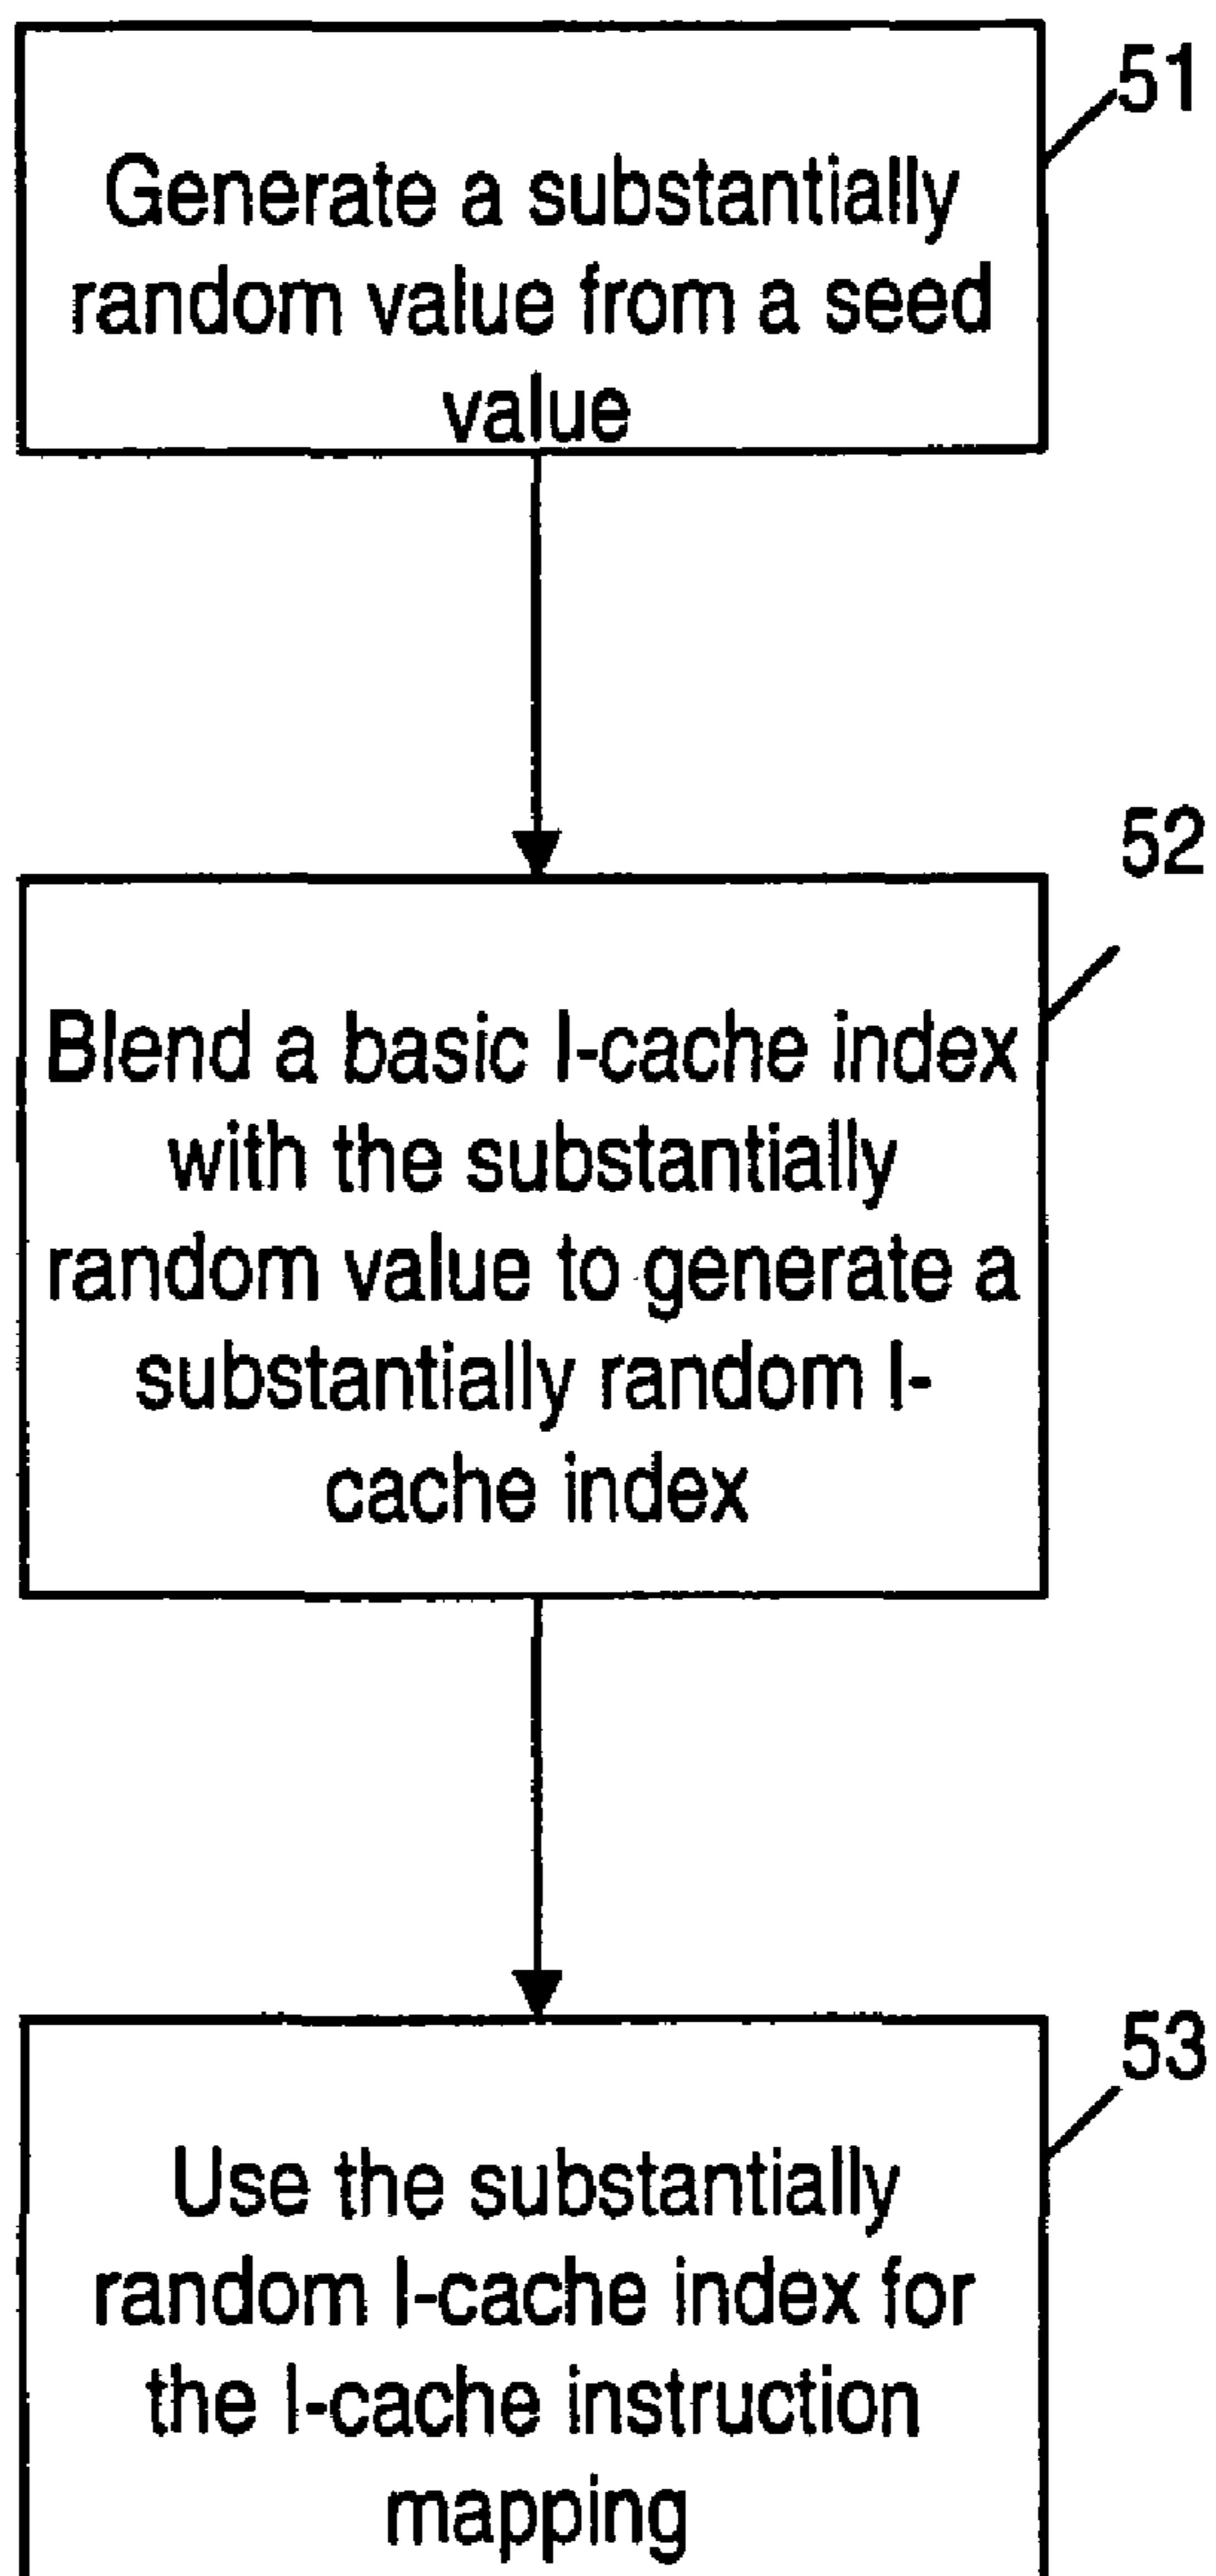 51
Generate a substantially
random value from a seed
value
52
Blend a basic I-cache index
with the substantially
random value to generate a
substantially random I-
cache index
53
Use the substantially
random I-cache index for
the I-cache instruction
mapping